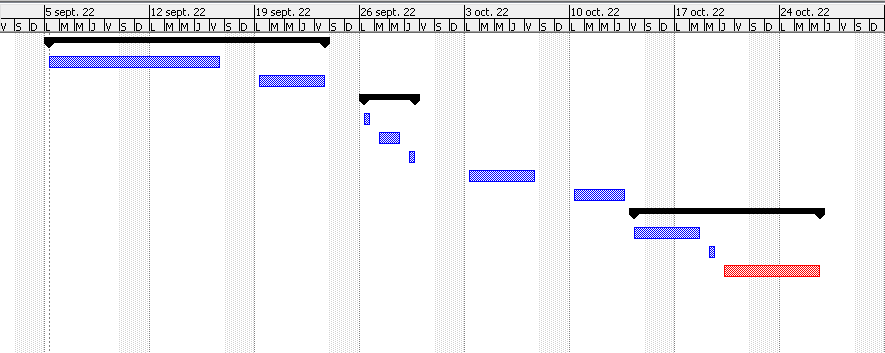 5 sept. 22 12 sept. 22 19 sept. 22 26 sept. 22 3 oct. 22 10 oct. 22 17 oct. 22 24 oct. 22
V S D L M M J V S D L M M J V S D L M M J V S D L M M J V S D L M M J V S D L M M J V S D L M M J V S D L M M J V S D